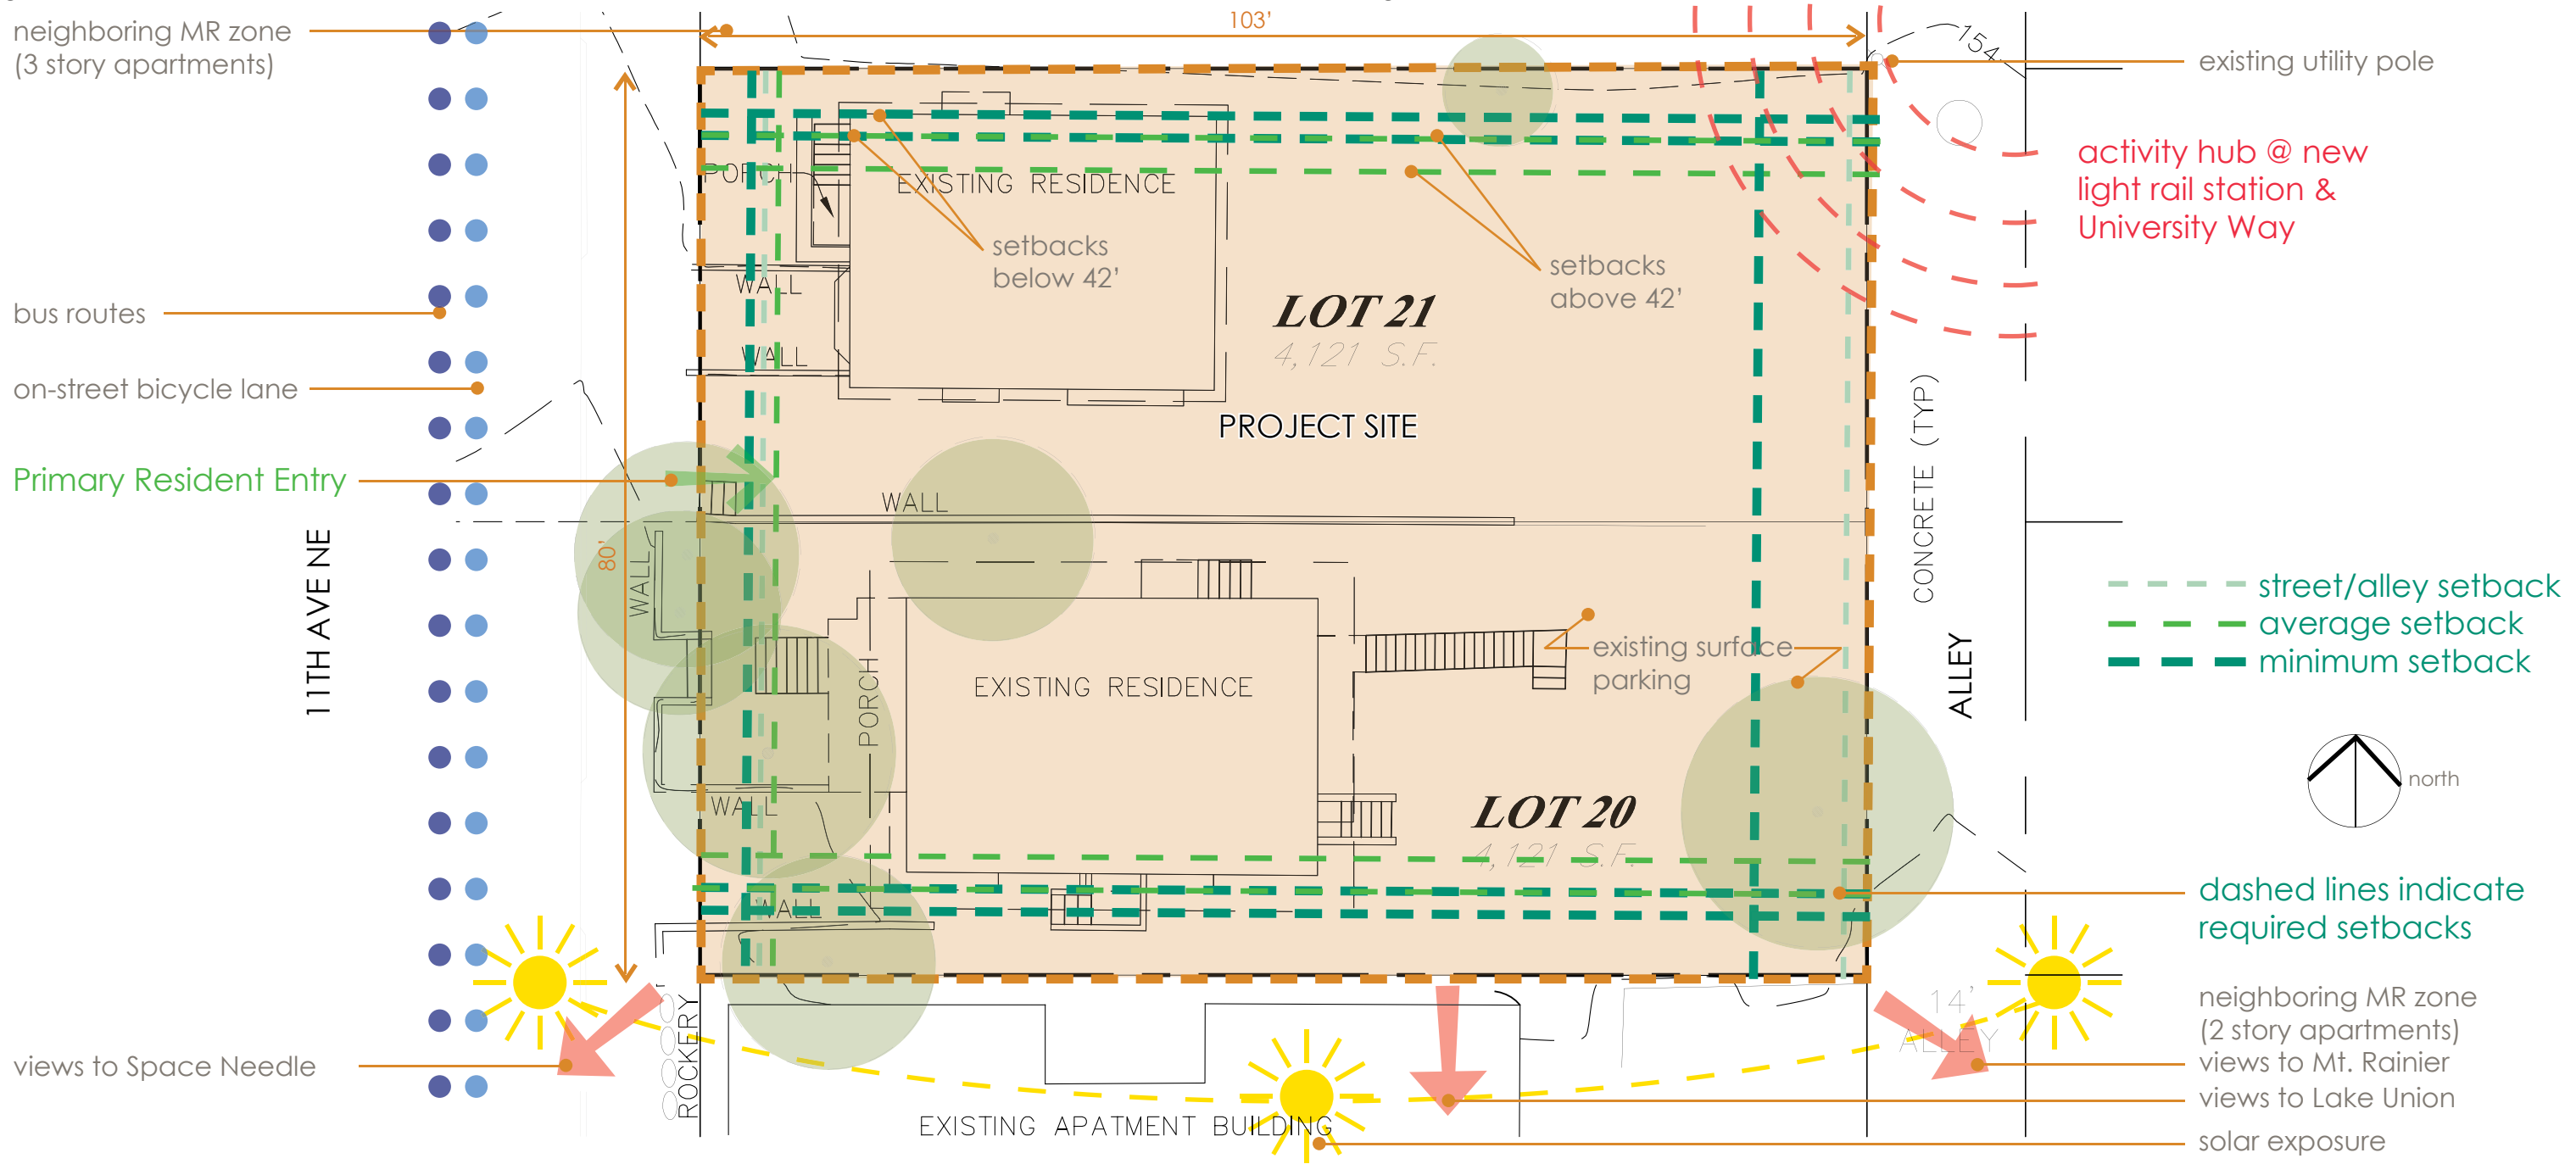 103'
neighboring MR zone
(3 story apartments)
154
existing utility pole
activity hub @ new
light rail station &
University Way
PORCH
EXISTING RESIDENCE
setbacks
below 42'
setbacks
above 42'
WALL
LOT 21
4,121 S.F.
bus routes
WALL
on-street bicycle lane
PROJECT SITE
CONCRETE (TYP)
Primary Resident Entry
WALL
80'
WALL
11TH AVE NE
street/alley setback
average setback
minimum setback
existing surface
parking
ALLEY
PORCH
EXISTING RESIDENCE
north
WALL
LOT 20
4,121 S.F.
WALL
dashed lines indicate
required setbacks
ROCKERY
14'
ALLEY
neighboring MR zone
(2 story apartments)
views to Space Needle
views to Mt. Rainier
views to Lake Union
EXISTING APATMENT BUILDING
solar exposure